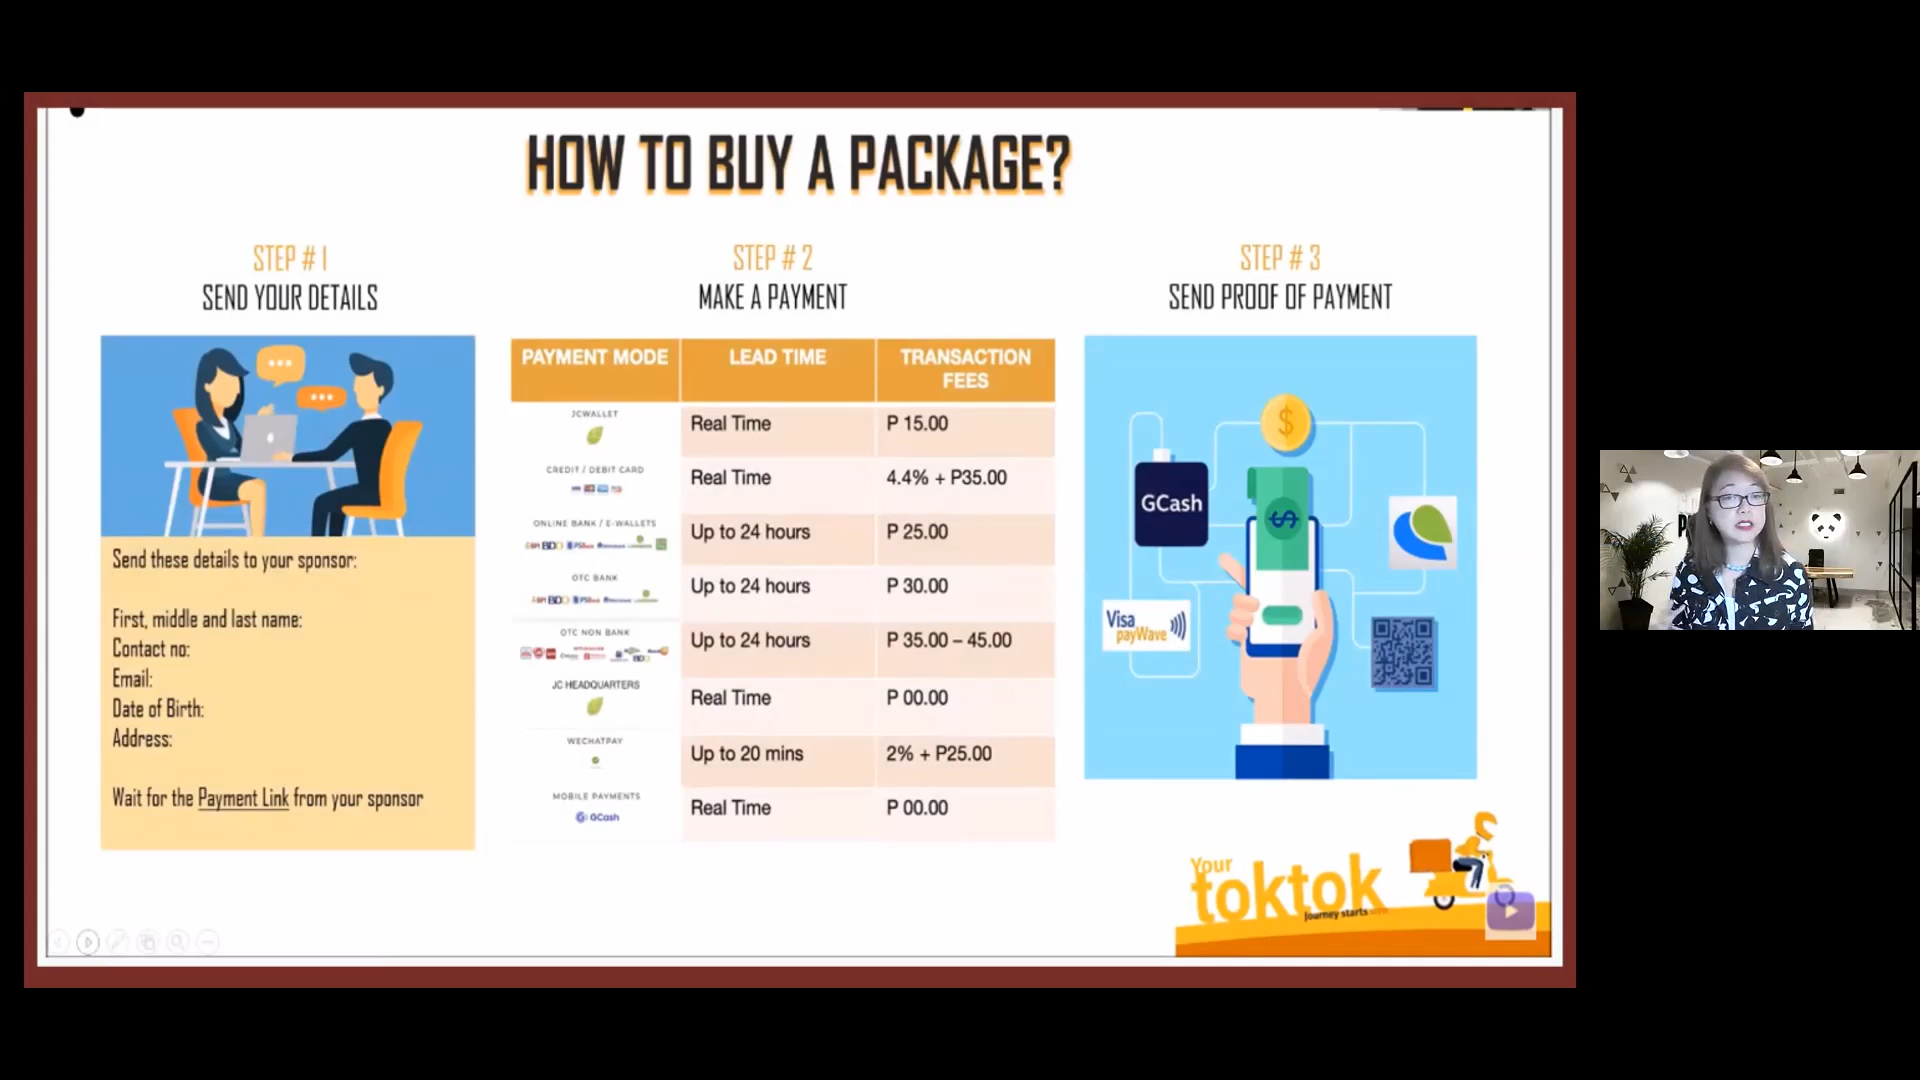 HOW TO BUY A PACKAGE?
STEP # 1
SEND YOUR DETAILS
Send these details to your sponsor:
First, middle and last name:
Contact no:
Email:
Date of Birth:
Address:
Wait for the Payment Link from your sponsor
STEP # 2
MAKE A PAYMENT
PAYMENT MODE LEAD TIME TRANSACTION
FEES
JCWALLET Real Time P 15.00
CREDIT / DEBIT CARD Real Time 4.4% + P35.00
ONLINE BANK / E-WALLETS Up to 24 hours P 25.00
BDO
OTC BANK Up to 24 hours P 30.00
BDO
OTC NON BANK Up to 24 hours P 35.00 – 45.00
BDO
JC HEADQUARTERS Real Time P 00.00
WECHATPAY Up to 20 mins 2% + P25.00
MOBILE PAYMENTS Real Time P 00.00
GCash
STEP # 3
SEND PROOF OF PAYMENT
$
GCash
$
Visa
payWave
Your
toktok
Journey starts